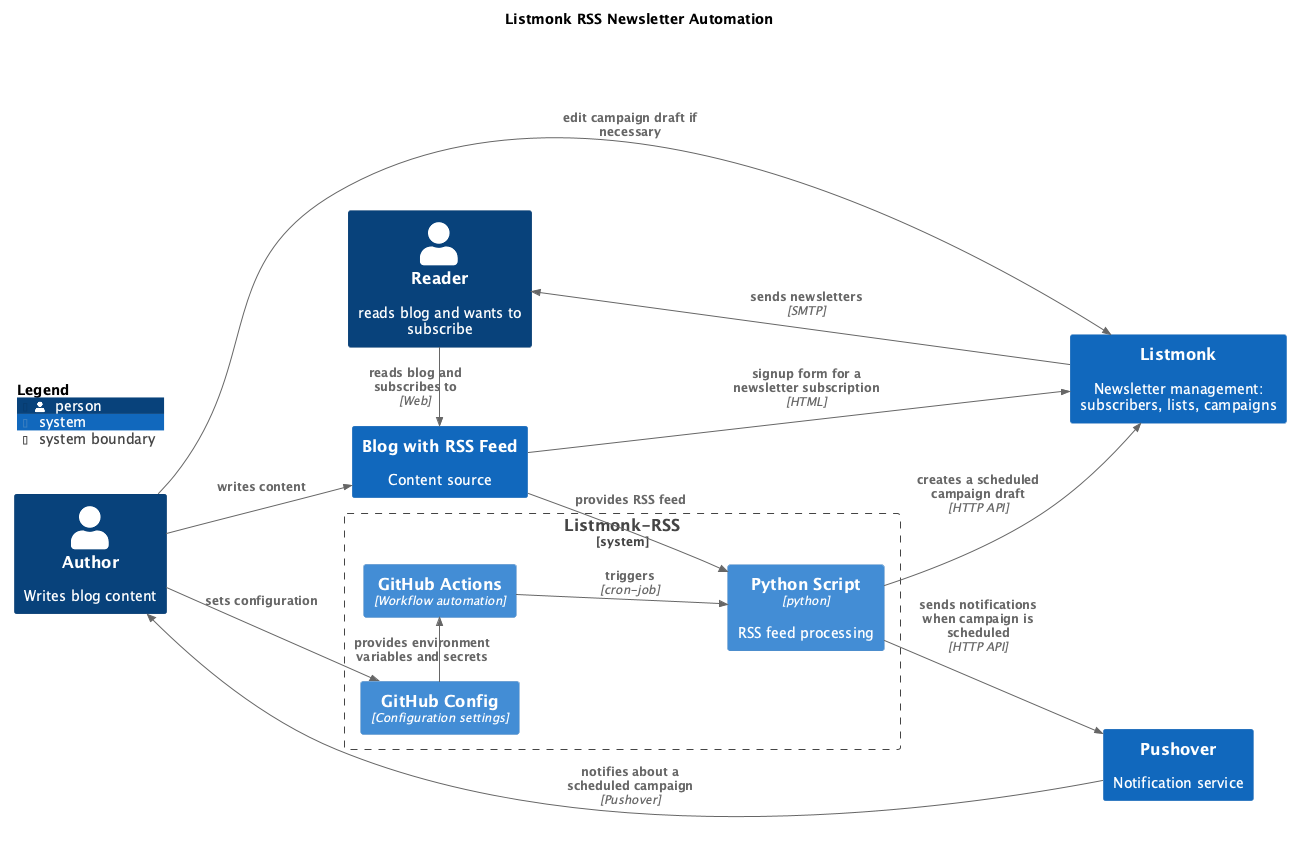 Listmonk RSS Newsletter Automation
edit campaign draft if
necessary
Reader
reads blog and wants to
subscribe
sends newsletters
[SMTP]
reads blog and
subscribes to
[Web]
signup form for a
newsletter subscription
[HTML]
Listmonk
Newsletter management:
subscribers, lists, campaigns
Legend
person
system
system boundary
Blog with RSS Feed
Content source
writes content
provides RSS feed
creates a scheduled
campaign draft
[HTTP API]
Author
Writes blog content
Listmonk-RSS
[system]
GitHub Actions
[Workflow automation]
triggers
[cron-job]
Python Script
[python]
RSS feed processing
sets configuration
sends notifications
when campaign is
scheduled
[HTTP API]
provides environment
variables and secrets
GitHub Config
[Configuration settings]
Pushover
Notification service
notifies about a
scheduled campaign
[Pushover]